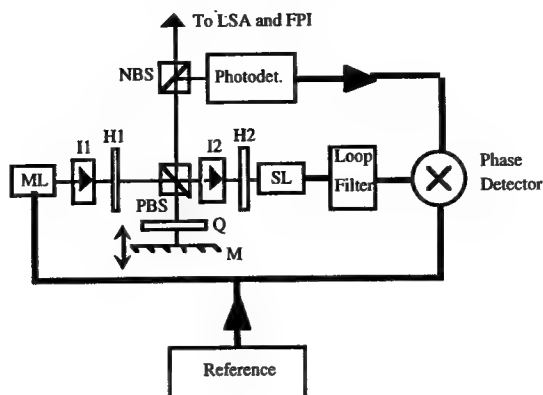 To LSA and FPI
NBS
Photodet.
I1
H1
I2
H2
ML
PBS
SL
Loop
Filter
Phase
Detector
Q
M
Reference